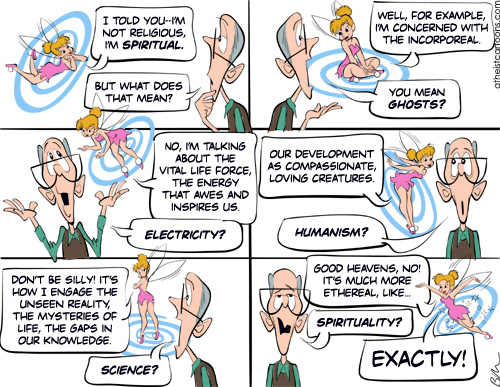 I TOLD YOU--I'M
NOT RELIGIOUS,
I'M SPIRITUAL.
BUT WHAT DOES
THAT MEAN?
WELL, FOR EXAMPLE,
I'M CONCERNED WITH
THE INCORPOREAL.
YOU MEAN
GHOSTS?
atheistcartoons.com
NO, I'M TALKING
ABOUT THE
VITAL LIFE FORCE,
THE ENERGY
THAT AWES AND
INSPIRES US.
ELECTRICITY?
OUR DEVELOPMENT
AS COMPASSIONATE,
LOVING CREATURES.
HUMANISM?
DON'T BE SILLY! IT'S
HOW I ENGAGE THE
UNSEEN REALITY,
THE MYSTERIES OF
LIFE, THE GAPS IN
OUR KNOWLEDGE.
SCIENCE?
GOOD HEAVENS, NO!
IT'S MUCH MORE
ETHEREAL, LIKE...
SPIRITUALITY?
EXACTLY!